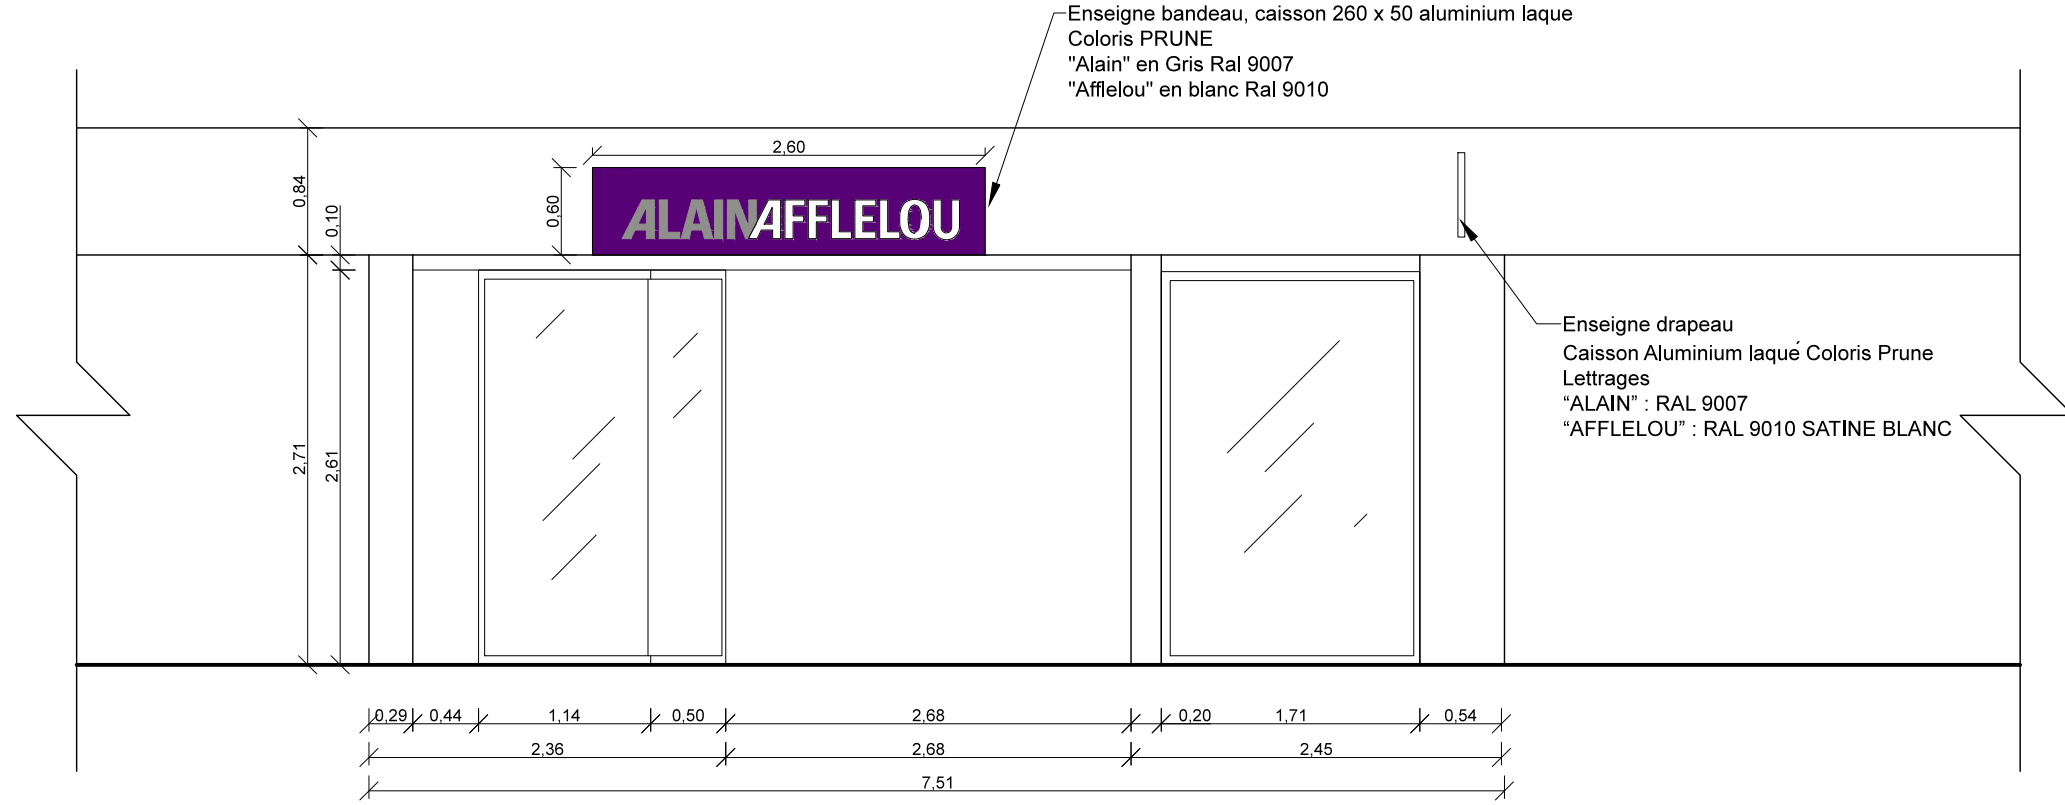 Enseigne bandeau, caisson 260 x 50 aluminium laque
Coloris PRUNE
"Alain" en Gris Ral 9007
"Afflelou" en blanc Ral 9010
2,60
0,84
0,10
0,60
ALAINAFFLELOU
Enseigne drapeau
Caisson Aluminium laqué Coloris Prune
Lettrages
“ALAIN” : RAL 9007
“AFFLELOU” : RAL 9010 SATINE BLANC
2,71
2,61
0,29 0,44 1,14 0,50 2,68 0,20 1,71 0,54
2,36 2,68 2,45
7,51